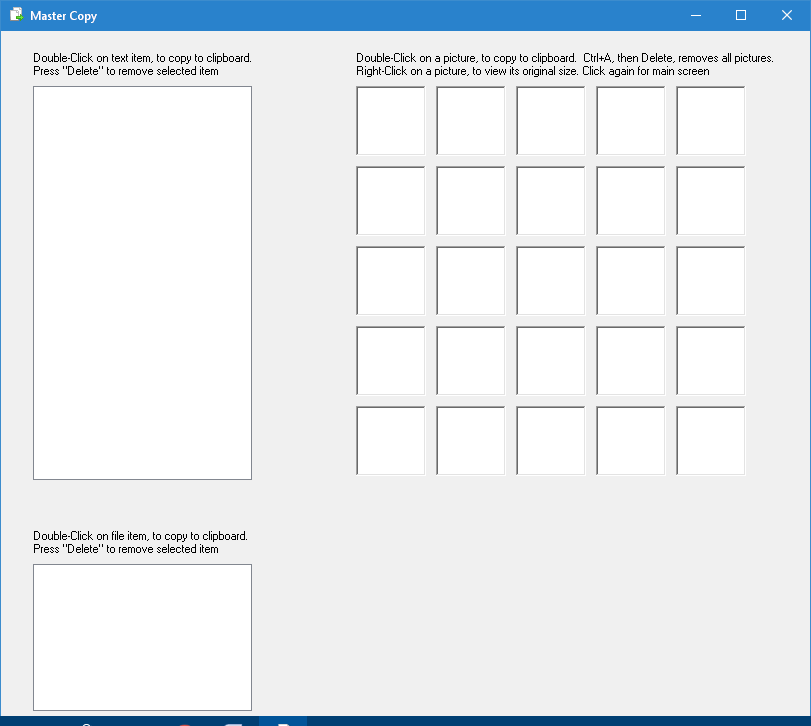 Master Copy
Double-Click on text item, to copy to clipboard.
Press "Delete" to remove selected item
Double-Click on a picture, to copy to clipboard.  Ctrl+A, then Delete, removes all pictures.
Right-Click on a picture, to view its original size. Click again for main screen
Double-Click on file item, to copy to clipboard.
Press "Delete" to remove selected item